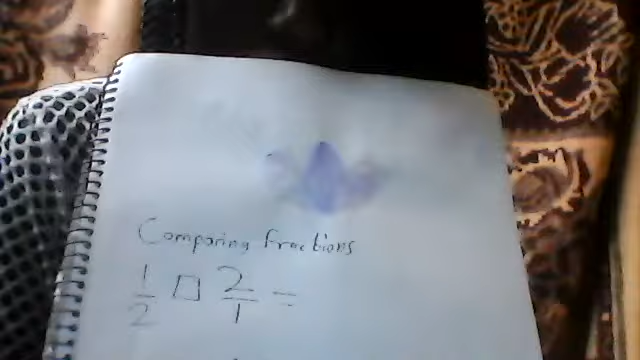 Comparing fractions
1/2 □ 2/1 =